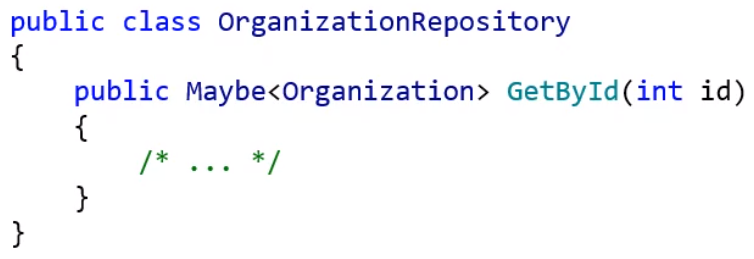 public class OrganizationRepository
{
    public Maybe<Organization> GetById(int id)
    {
        /* ... */
    }
}